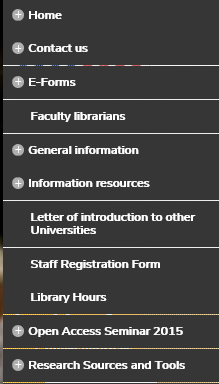 Home
Contact us
E-Forms
Faculty librarians
General information
Information resources
Letter of introduction to other
Universities
Staff Registration Form
Library Hours
Open Access Seminar 2015
Research Sources and Tools